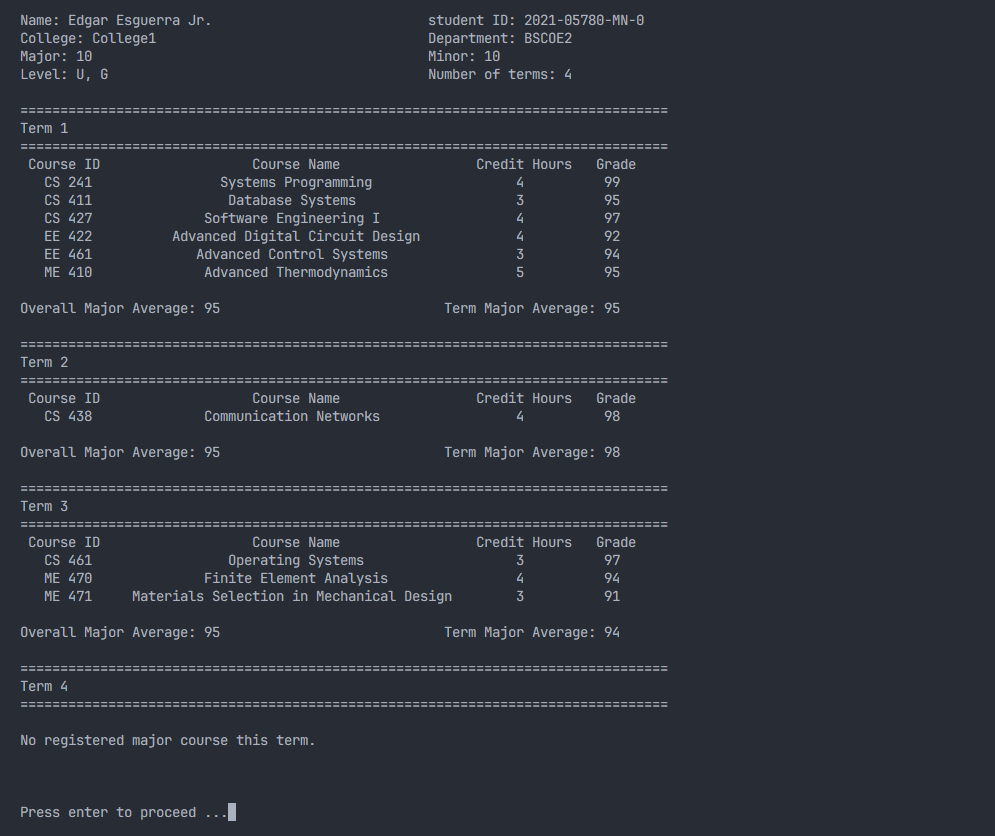 Name: Edgar Esguerra Jr. student ID: 2021-05780-MN-0
College: College1 Department: BSCOE2
Major: 10 Minor: 10
Level: U, G Number of terms: 4
=================================================================================
Term 1
=================================================================================
Course ID Course Name Credit Hours Grade
CS 241 Systems Programming 4 99
CS 411 Database Systems 3 95
CS 427 Software Engineering I 4 97
EE 422 Advanced Digital Circuit Design 4 92
EE 461 Advanced Control Systems 3 94
ME 410 Advanced Thermodynamics 5 95
Overall Major Average: 95 Term Major Average: 95
=================================================================================
Term 2
=================================================================================
Course ID Course Name Credit Hours Grade
CS 438 Communication Networks 4 98
Overall Major Average: 95 Term Major Average: 98
=================================================================================
Term 3
=================================================================================
Course ID Course Name Credit Hours Grade
CS 461 Operating Systems 3 97
ME 470 Finite Element Analysis 4 94
ME 471 Materials Selection in Mechanical Design 3 91
Overall Major Average: 95 Term Major Average: 94
=================================================================================
Term 4
=================================================================================
No registered major course this term.
Press enter to proceed ...